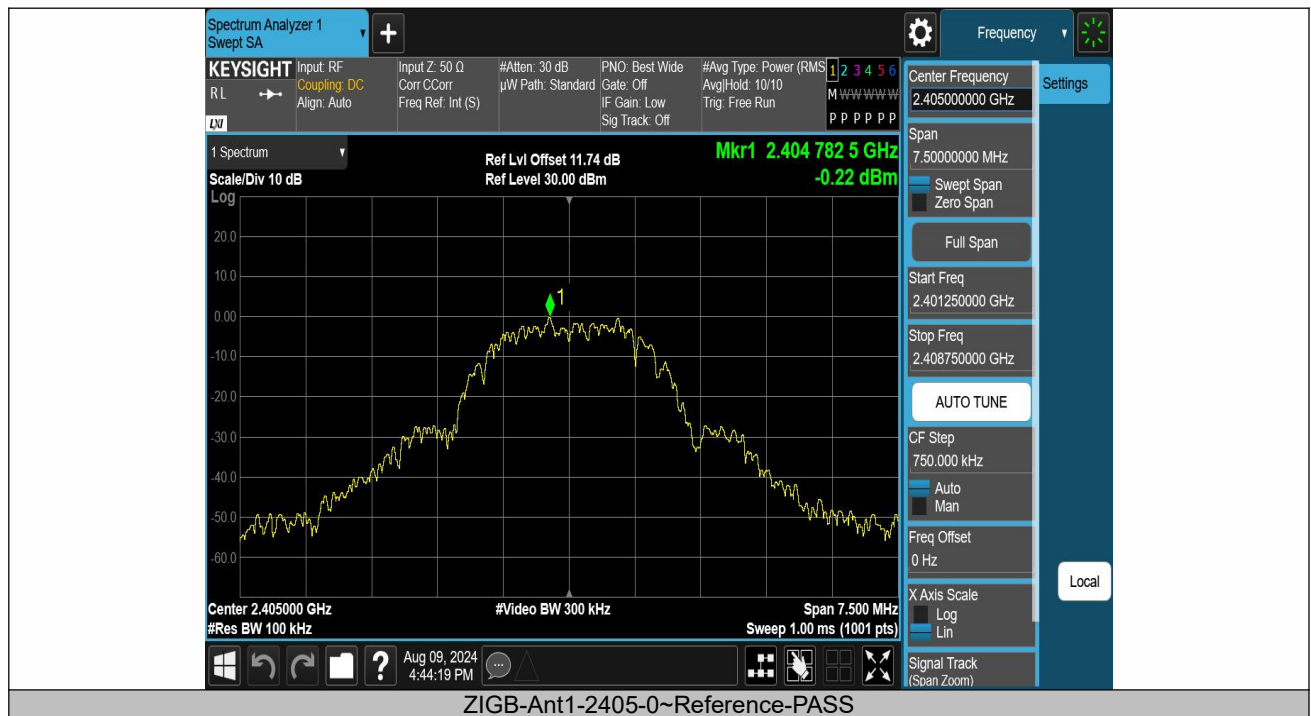 Spectrum Analyzer 1
Swept SA
Frequency
KEYSIGHT
RL
LXI
Input: RF
Coupling: DC
Align: Auto
Input Z: 50 Ω
Corr CCorr
Freq Ref: Int (S)
#Atten: 30 dB
µW Path: Standard
PNO: Best Wide
Gate: Off
IF Gain: Low
Sig Track: Off
#Avg Type: Power (RMS
Avg|Hold: 10/10
Trig: Free Run
1 2 3 4 5 6
M W W W W W
P P P P P P
1 Spectrum
Scale/Div 10 dB
Log
Ref Lvl Offset 11.74 dB
Ref Level 30.00 dBm
Mkr1 2.404 782 5 GHz
-0.22 dBm
20.0
10.0
0.00
-10.0
-20.0
-30.0
-40.0
-50.0
-60.0
1
Center 2.405000 GHz
#Res BW 100 kHz
#Video BW 300 kHz
Span 7.500 MHz
Sweep 1.00 ms (1001 pts)
Center Frequency
2.405000000 GHz
Settings
Span
7.50000000 MHz
Swept Span
Zero Span
Full Span
Start Freq
2.401250000 GHz
Stop Freq
2.408750000 GHz
AUTO TUNE
CF Step
750.000 kHz
Auto
Man
Freq Offset
0 Hz
X Axis Scale
Log
Lin
Local
Signal Track
(Span Zoom)
?
Aug 09, 2024
4:44:19 PM
ZIGB-Ant1-2405-0~Reference-PASS